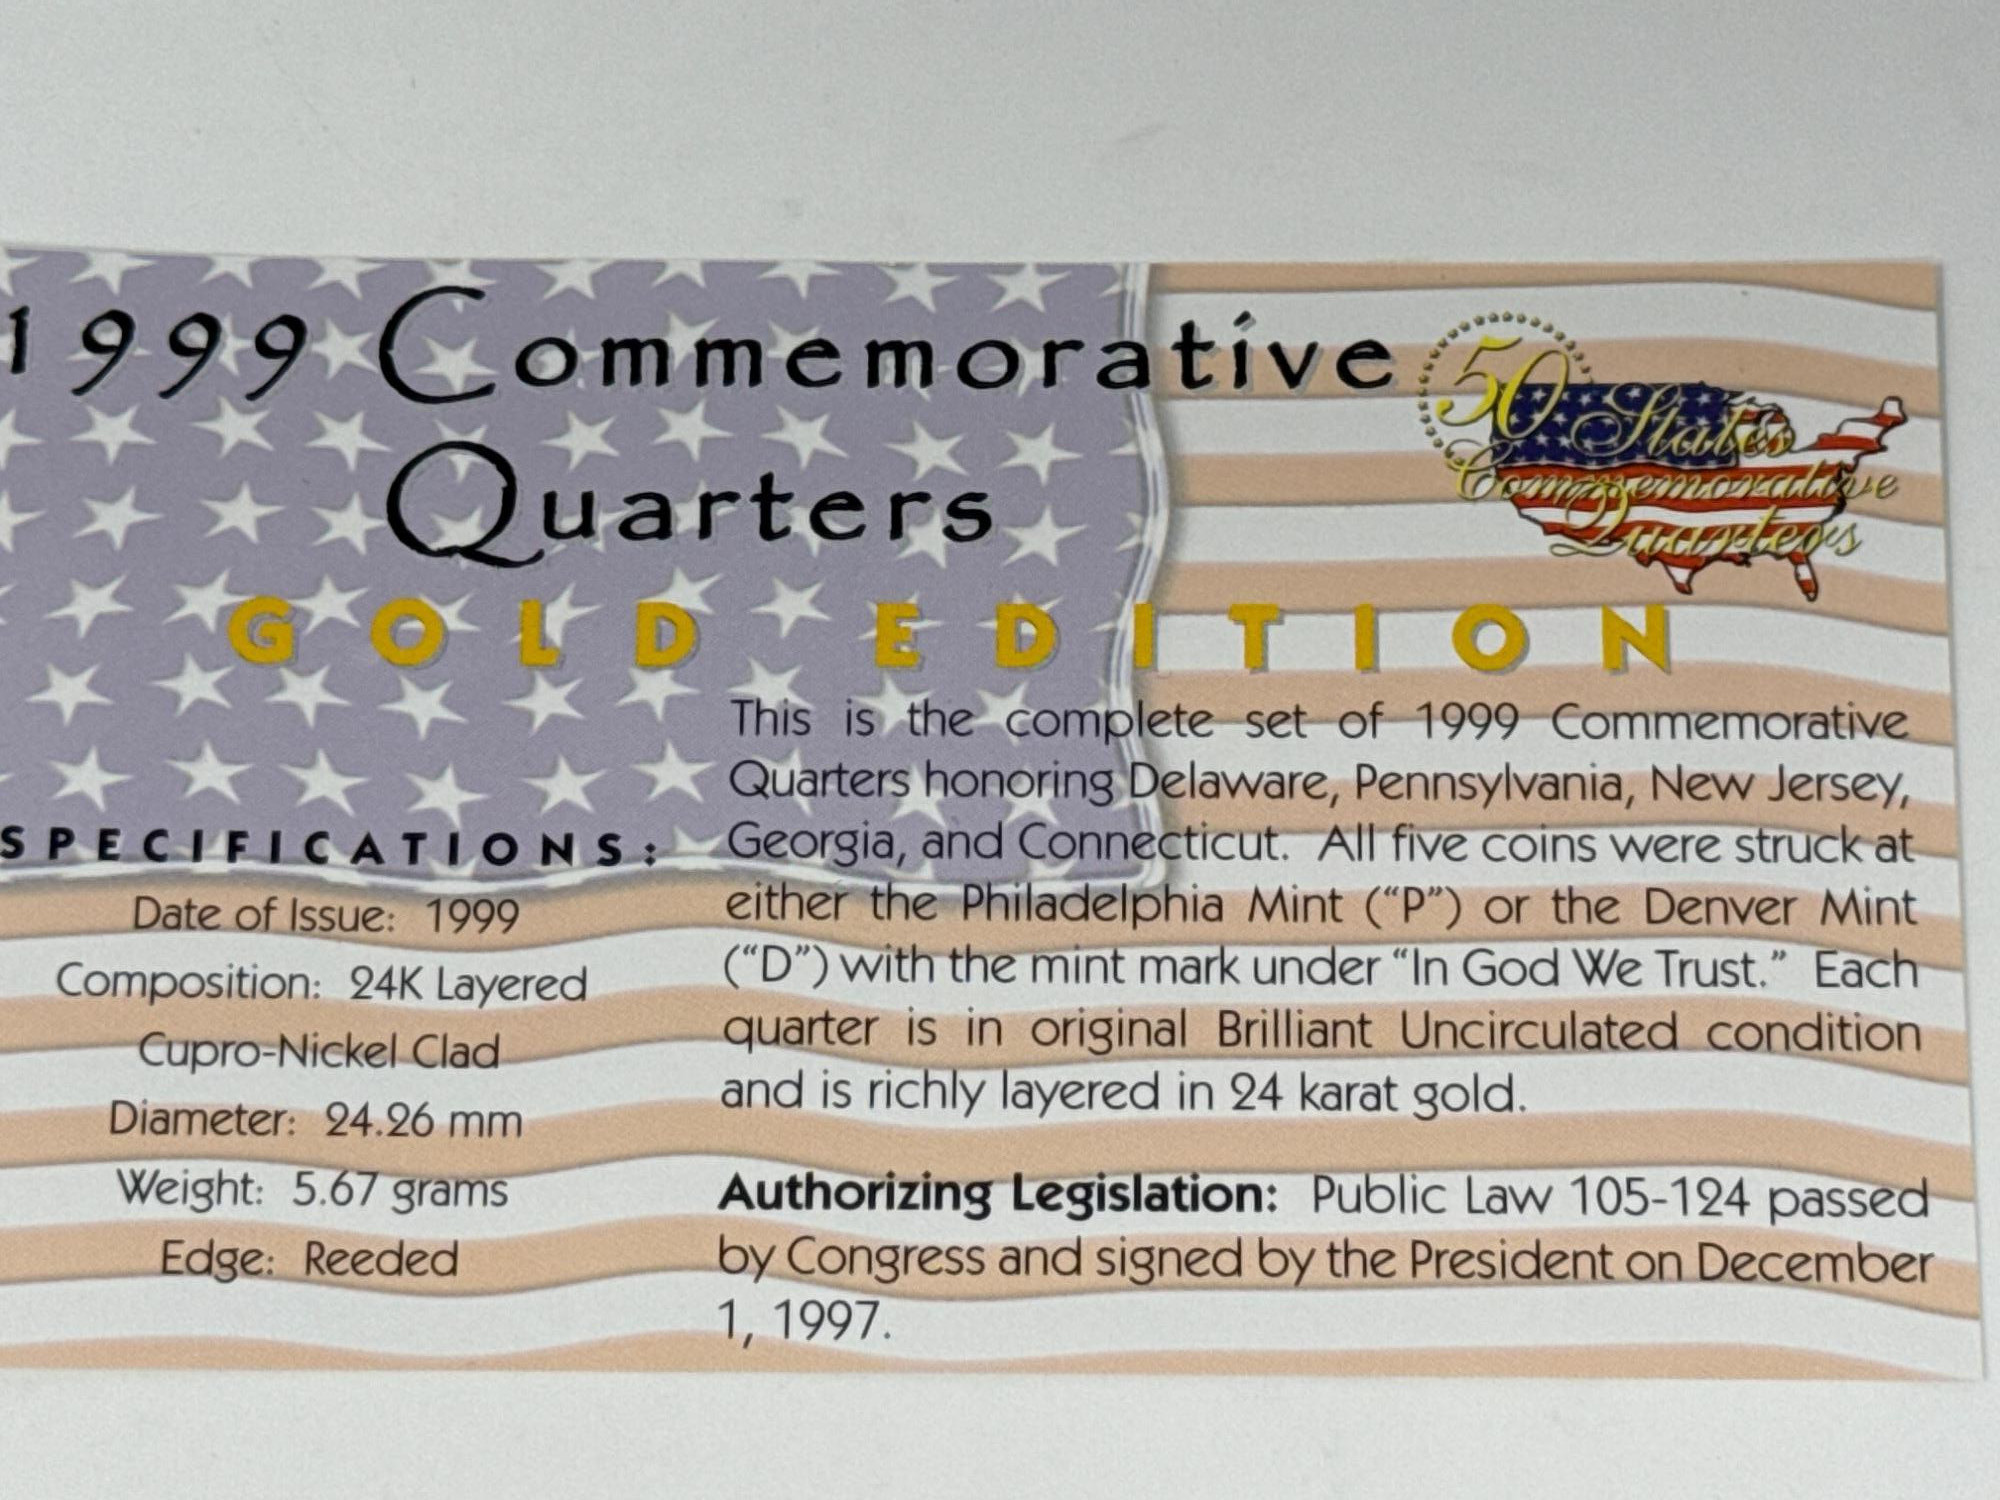 1999 Commemorative
Quarters
GOLD EDITION
50 States
Commemorative
Quarters
SPECIFICATIONS:
Date of Issue: 1999
Composition: 24K Layered
Cupro-Nickel Clad
Diameter: 24.26 mm
Weight: 5.67 grams
Edge: Reeded
This is the complete set of 1999 Commemorative
Quarters honoring Delaware, Pennsylvania, New Jersey,
Georgia, and Connecticut. All five coins were struck at
either the Philadelphia Mint (“P”) or the Denver Mint
(“D”) with the mint mark under “In God We Trust.” Each
quarter is in original Brilliant Uncirculated condition
and is richly layered in 24 karat gold.
Authorizing Legislation: Public Law 105-124 passed
by Congress and signed by the President on December
1, 1997.